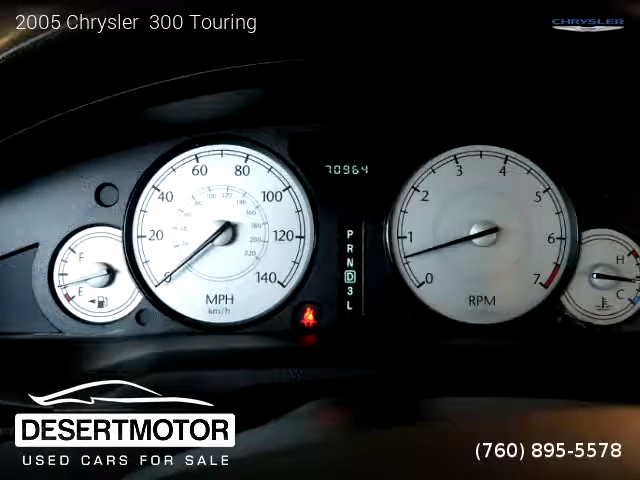 2005 Chrysler 300 Touring
CHRYSLER
70964
0 20 40 60 80 100 120 140
MPH
km/h
F
E
P
R
N
D
3
L
0 1 2 3 4 5 6 7
RPM
H
C
DESERTMOTOR
USED CARS FOR SALE
(760) 895-5578